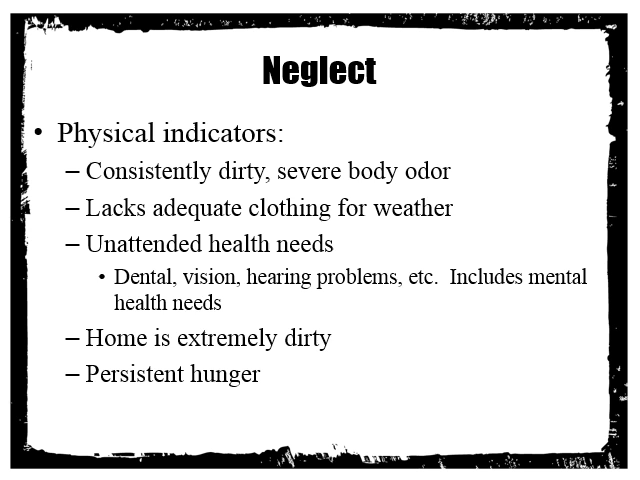 Neglect
• Physical indicators:
– Consistently dirty, severe body odor
– Lacks adequate clothing for weather
– Unattended health needs
• Dental, vision, hearing problems, etc.  Includes mental
health needs
– Home is extremely dirty
– Persistent hunger